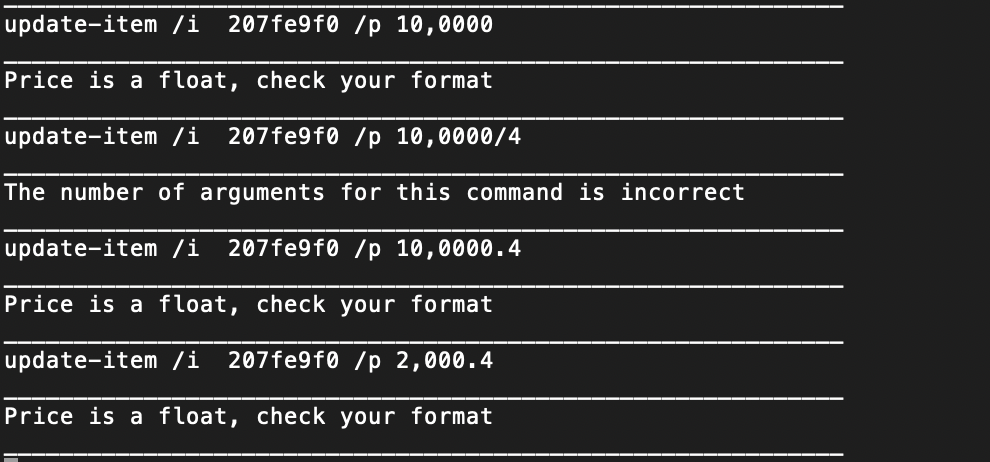 update-item /i  207fe9f0 /p 10,0000
Price is a float, check your format
update-item /i  207fe9f0 /p 10,0000/4
The number of arguments for this command is incorrect
update-item /i  207fe9f0 /p 10,0000.4
Price is a float, check your format
update-item /i  207fe9f0 /p 2,000.4
Price is a float, check your format